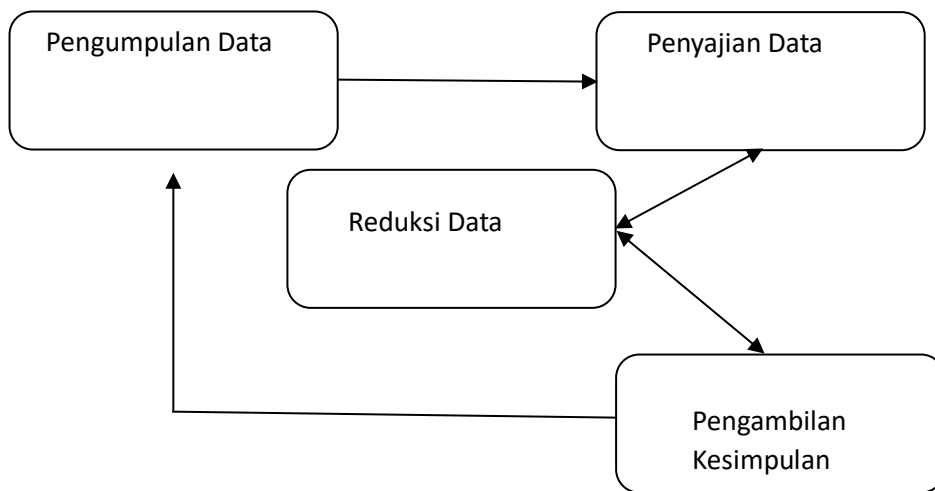 Pengumpulan Data
Penyajian Data
Reduksi Data
Pengambilan
Kesimpulan